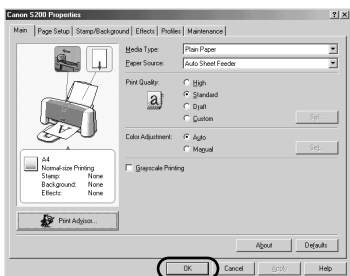 Canon S200 Properties
Main Page Setup Stamp/Background Effects Profiles Maintenance
Media Type: Plain Paper
Paper Source: Auto Sheet Feeder
Print Quality: High
Standard
Draft
Custom Set...
Color Adjustment: Auto
Manual Set...
Grayscale Printing
A4
Normal-size Printing
Stamp: None
Background: None
Effects: None
Print Advisor...
About Defaults
OK Cancel Apply Help